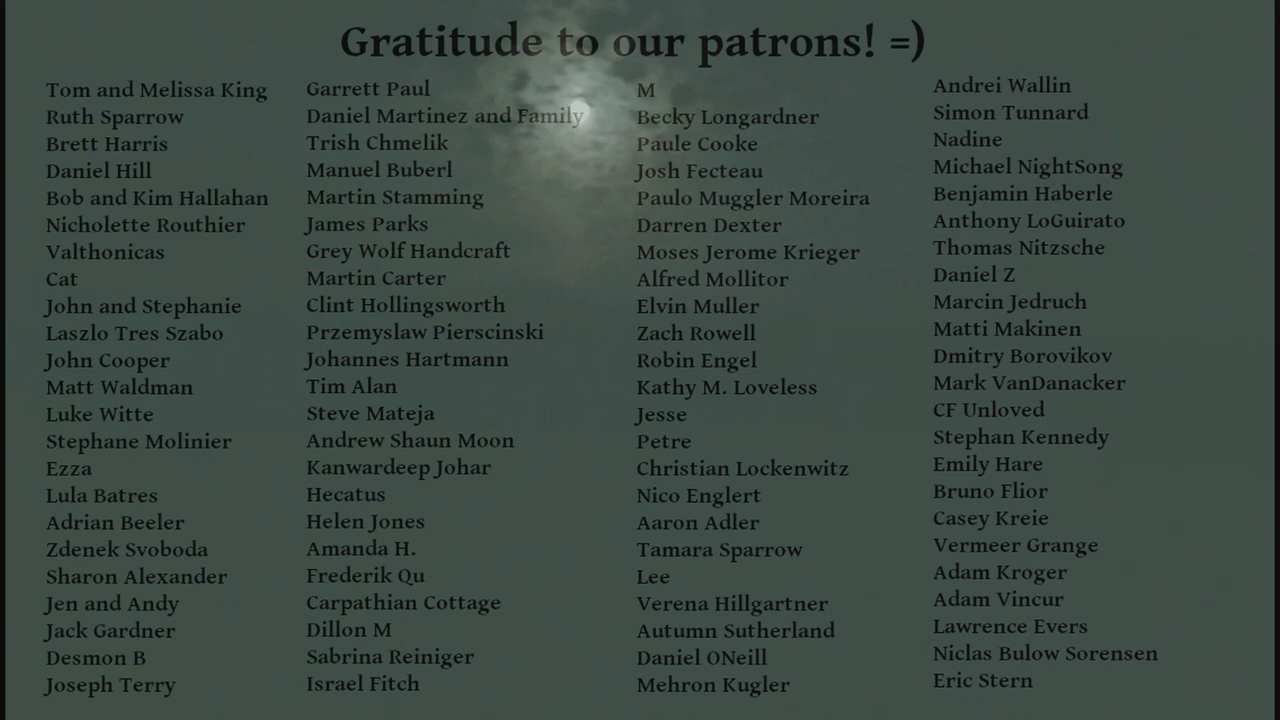 Gratitude to our patrons! =)
Tom and Melissa King
Ruth Sparrow
Brett Harris
Daniel Hill
Bob and Kim Hallahan
Nicholette Routhier
Valthonicas
Cat
John and Stephanie
Laszlo Tres Szabo
John Cooper
Matt Waldman
Luke Witte
Stephane Molinier
Ezza
Lula Batres
Adrian Beeler
Zdenek Svoboda
Sharon Alexander
Jen and Andy
Jack Gardner
Desmon B
Joseph Terry
Garrett Paul
Daniel Martinez and Family
Trish Chmelik
Manuel Buberl
Martin Stamming
James Parks
Grey Wolf Handcraft
Martin Carter
Clint Hollingsworth
Przemyslaw Pierscinski
Johannes Hartmann
Tim Alan
Steve Mateja
Andrew Shaun Moon
Kanwardeep Johar
Hecatus
Helen Jones
Amanda H.
Frederik Qu
Carpathian Cottage
Dillon M
Sabrina Reiniger
Israel Fitch
M
Becky Longardner
Paule Cooke
Josh Fecteau
Paulo Muggler Moreira
Darren Dexter
Moses Jerome Krieger
Alfred Mollitor
Elvin Muller
Zach Rowell
Robin Engel
Kathy M. Loveless
Jesse
Petre
Christian Lockenwitz
Nico Englert
Aaron Adler
Tamara Sparrow
Lee
Verena Hillgartner
Autumn Sutherland
Daniel ONeill
Mehron Kugler
Andrei Wallin
Simon Tunnard
Nadine
Michael NightSong
Benjamin Haberle
Anthony LoGuirato
Thomas Nitzsche
Daniel Z
Marcin Jedruch
Matti Makinen
Dmitry Borovikov
Mark VanDanacker
CF Unloved
Stephan Kennedy
Emily Hare
Bruno Flior
Casey Kreie
Vermeer Grange
Adam Kroger
Adam Vincur
Lawrence Evers
Niclas Bulow Sorensen
Eric Stern